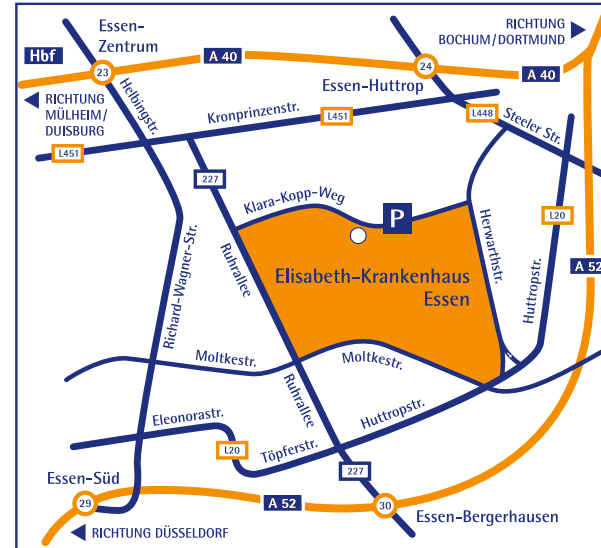 Essen-
Zentrum
RICHTUNG
BOCHUM/DORTMUND
Hbf
23
A 40
24
A 40
Essen-Huttrop
RICHTUNG
MÜLHEIM/
DUISBURG
Helbingstr.
Kronprinzenstr.
L451
L448
Steeler Str.
L451
227
Klara-Kopp-Weg
P
Herwarthstr.
L20
Richard-Wagner-Str.
Ruhrallee
Elisabeth-Krankenhaus
Essen
A 52
Huttropstr.
Moltkestr.
Moltkestr.
Ruhrallee
Eleonorastr.
Huttropstr.
L20
Töpferstr.
227
Essen-Süd
29
A 52
30
Essen-Bergerhausen
RICHTUNG DÜSSELDORF